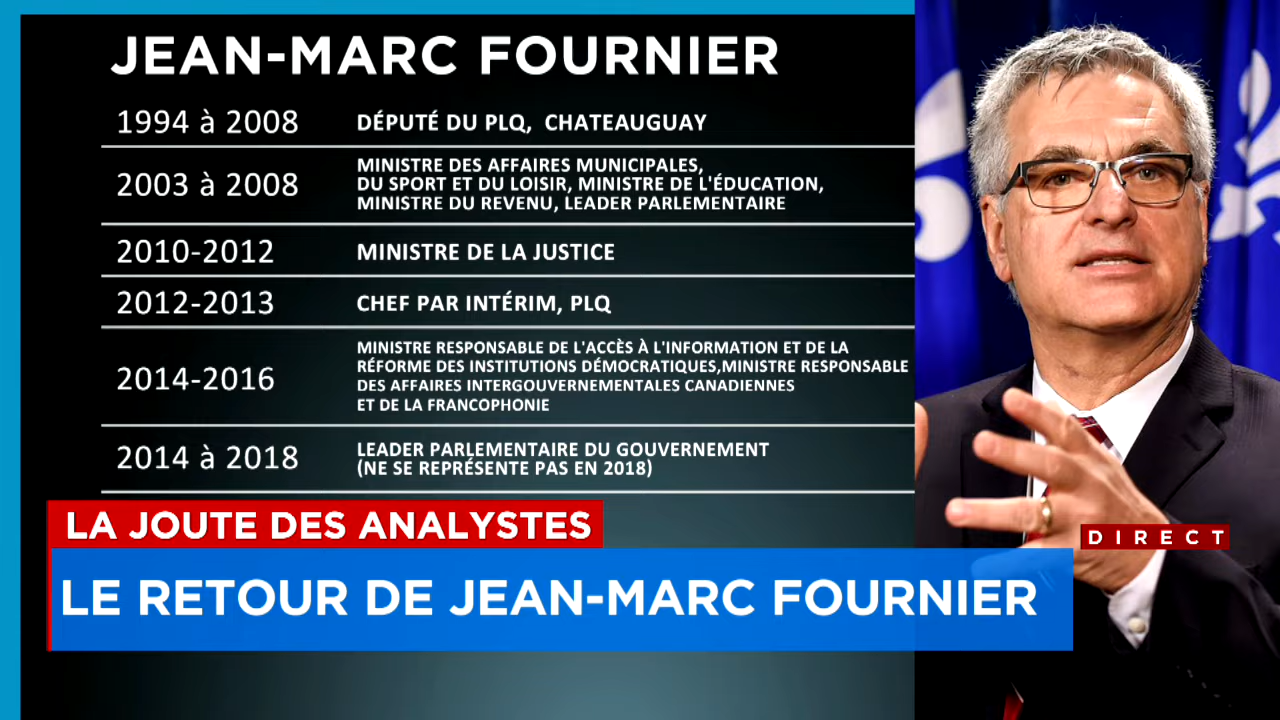 JEAN-MARC FOURNIER
1994 à 2008 DÉPUTÉ DU PLQ, CHATEAUGUAY
2003 à 2008 MINISTRE DES AFFAIRES MUNICIPALES,
DU SPORT ET DU LOISIR, MINISTRE DE L'ÉDUCATION,
MINISTRE DU REVENU, LEADER PARLEMENTAIRE
2010-2012 MINISTRE DE LA JUSTICE
2012-2013 CHEF PAR INTÉRIM, PLQ
2014-2016 MINISTRE RESPONSABLE DE L'ACCÈS À L'INFORMATION ET DE LA
RÉFORME DES INSTITUTIONS DÉMOCRATIQUES,MINISTRE RESPONSABLE
DES AFFAIRES INTERGOUVERNEMENTALES CANADIENNES
ET DE LA FRANCOPHONIE
2014 à 2018 LEADER PARLEMENTAIRE DU GOUVERNEMENT
(NE SE REPRÉSENTE PAS EN 2018)
LA JOUTE DES ANALYSTES
DIRECT
LE RETOUR DE JEAN-MARC FOURNIER